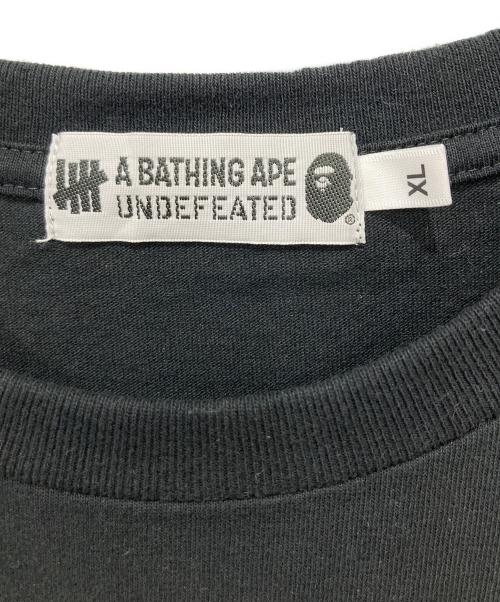 A BATHING APE
UNDEFEATED
®
XL